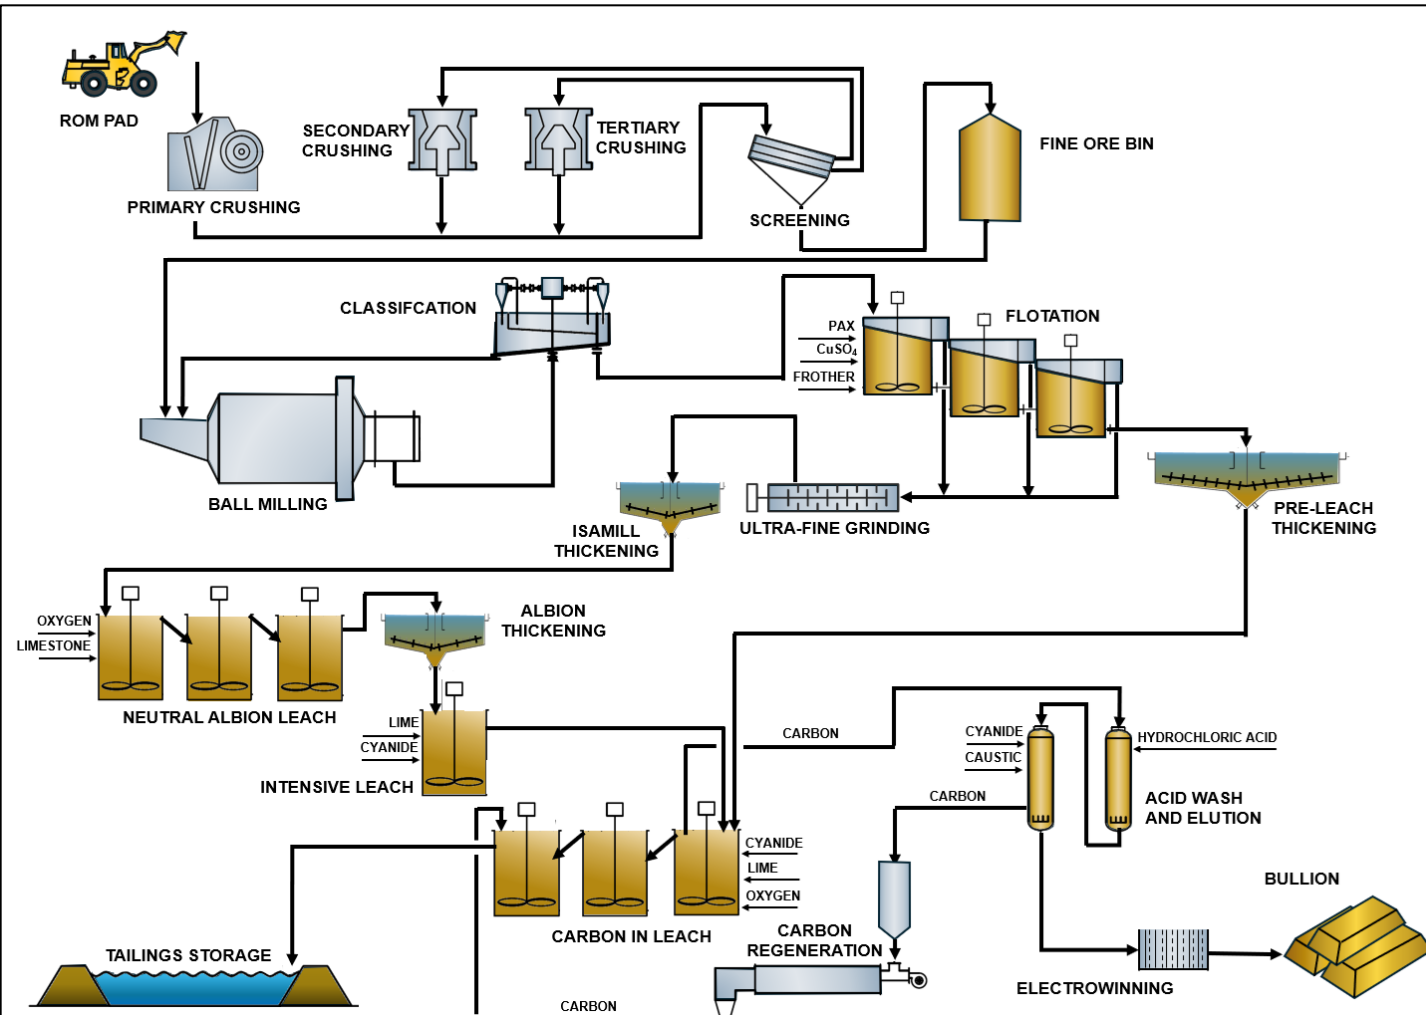 ROM PAD
PRIMARY CRUSHING
SECONDARY
CRUSHING
TERTIARY
CRUSHING
SCREENING
FINE ORE BIN
CLASSIFCATION
PAX
CuSO₄
FROTHER
FLOTATION
BALL MILLING
ISAMILL
THICKENING
ULTRA-FINE GRINDING
PRE-LEACH
THICKENING
OXYGEN
LIMESTONE
NEUTRAL ALBION LEACH
ALBION
THICKENING
LIME
CYANIDE
INTENSIVE LEACH
CARBON
CYANIDE
CAUSTIC
HYDROCHLORIC ACID
CARBON
ACID WASH
AND ELUTION
CYANIDE
LIME
OXYGEN
CARBON IN LEACH
BULLION
CARBON
REGENERATION
TAILINGS STORAGE
ELECTROWINNING
CARBON